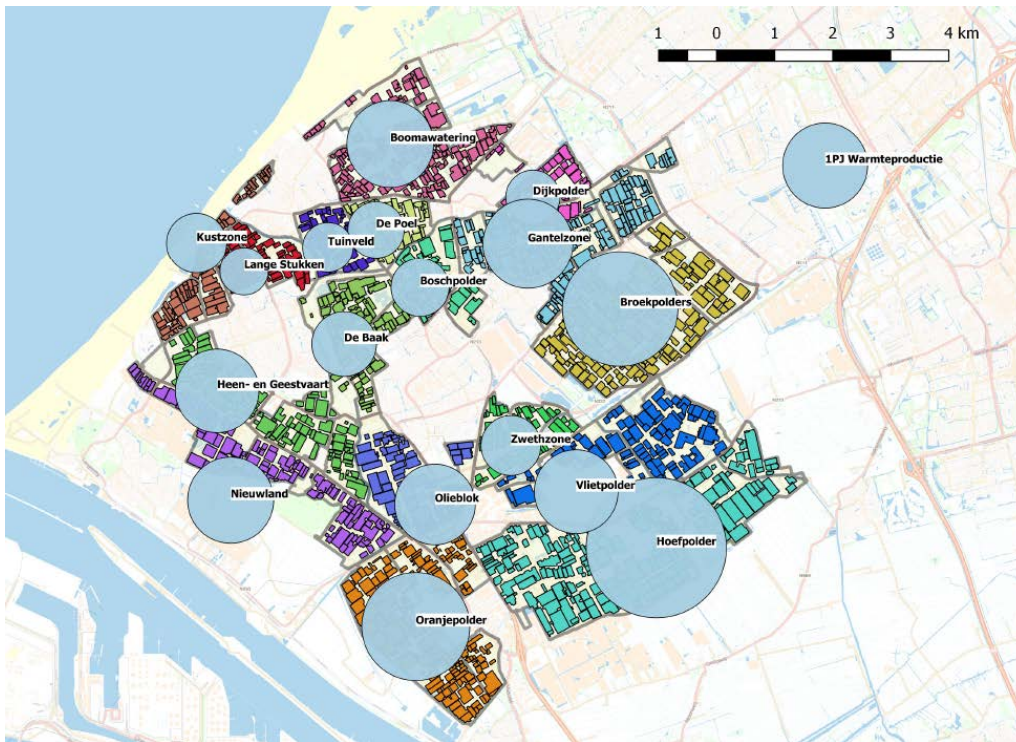 1 0 1 2 3 4 km
Boomawatering
1PJ Warmteproductie
Dijkpolder
De Poel
Kustzone
Tuinveld
Gantelzone
Lange Stukken
Boschpolder
Broekpolders
De Baak
Heen- en Geestvaart
Zwethzone
Vlietpolder
Nieuwland
Olieblok
Hoefpolder
Oranjepolder